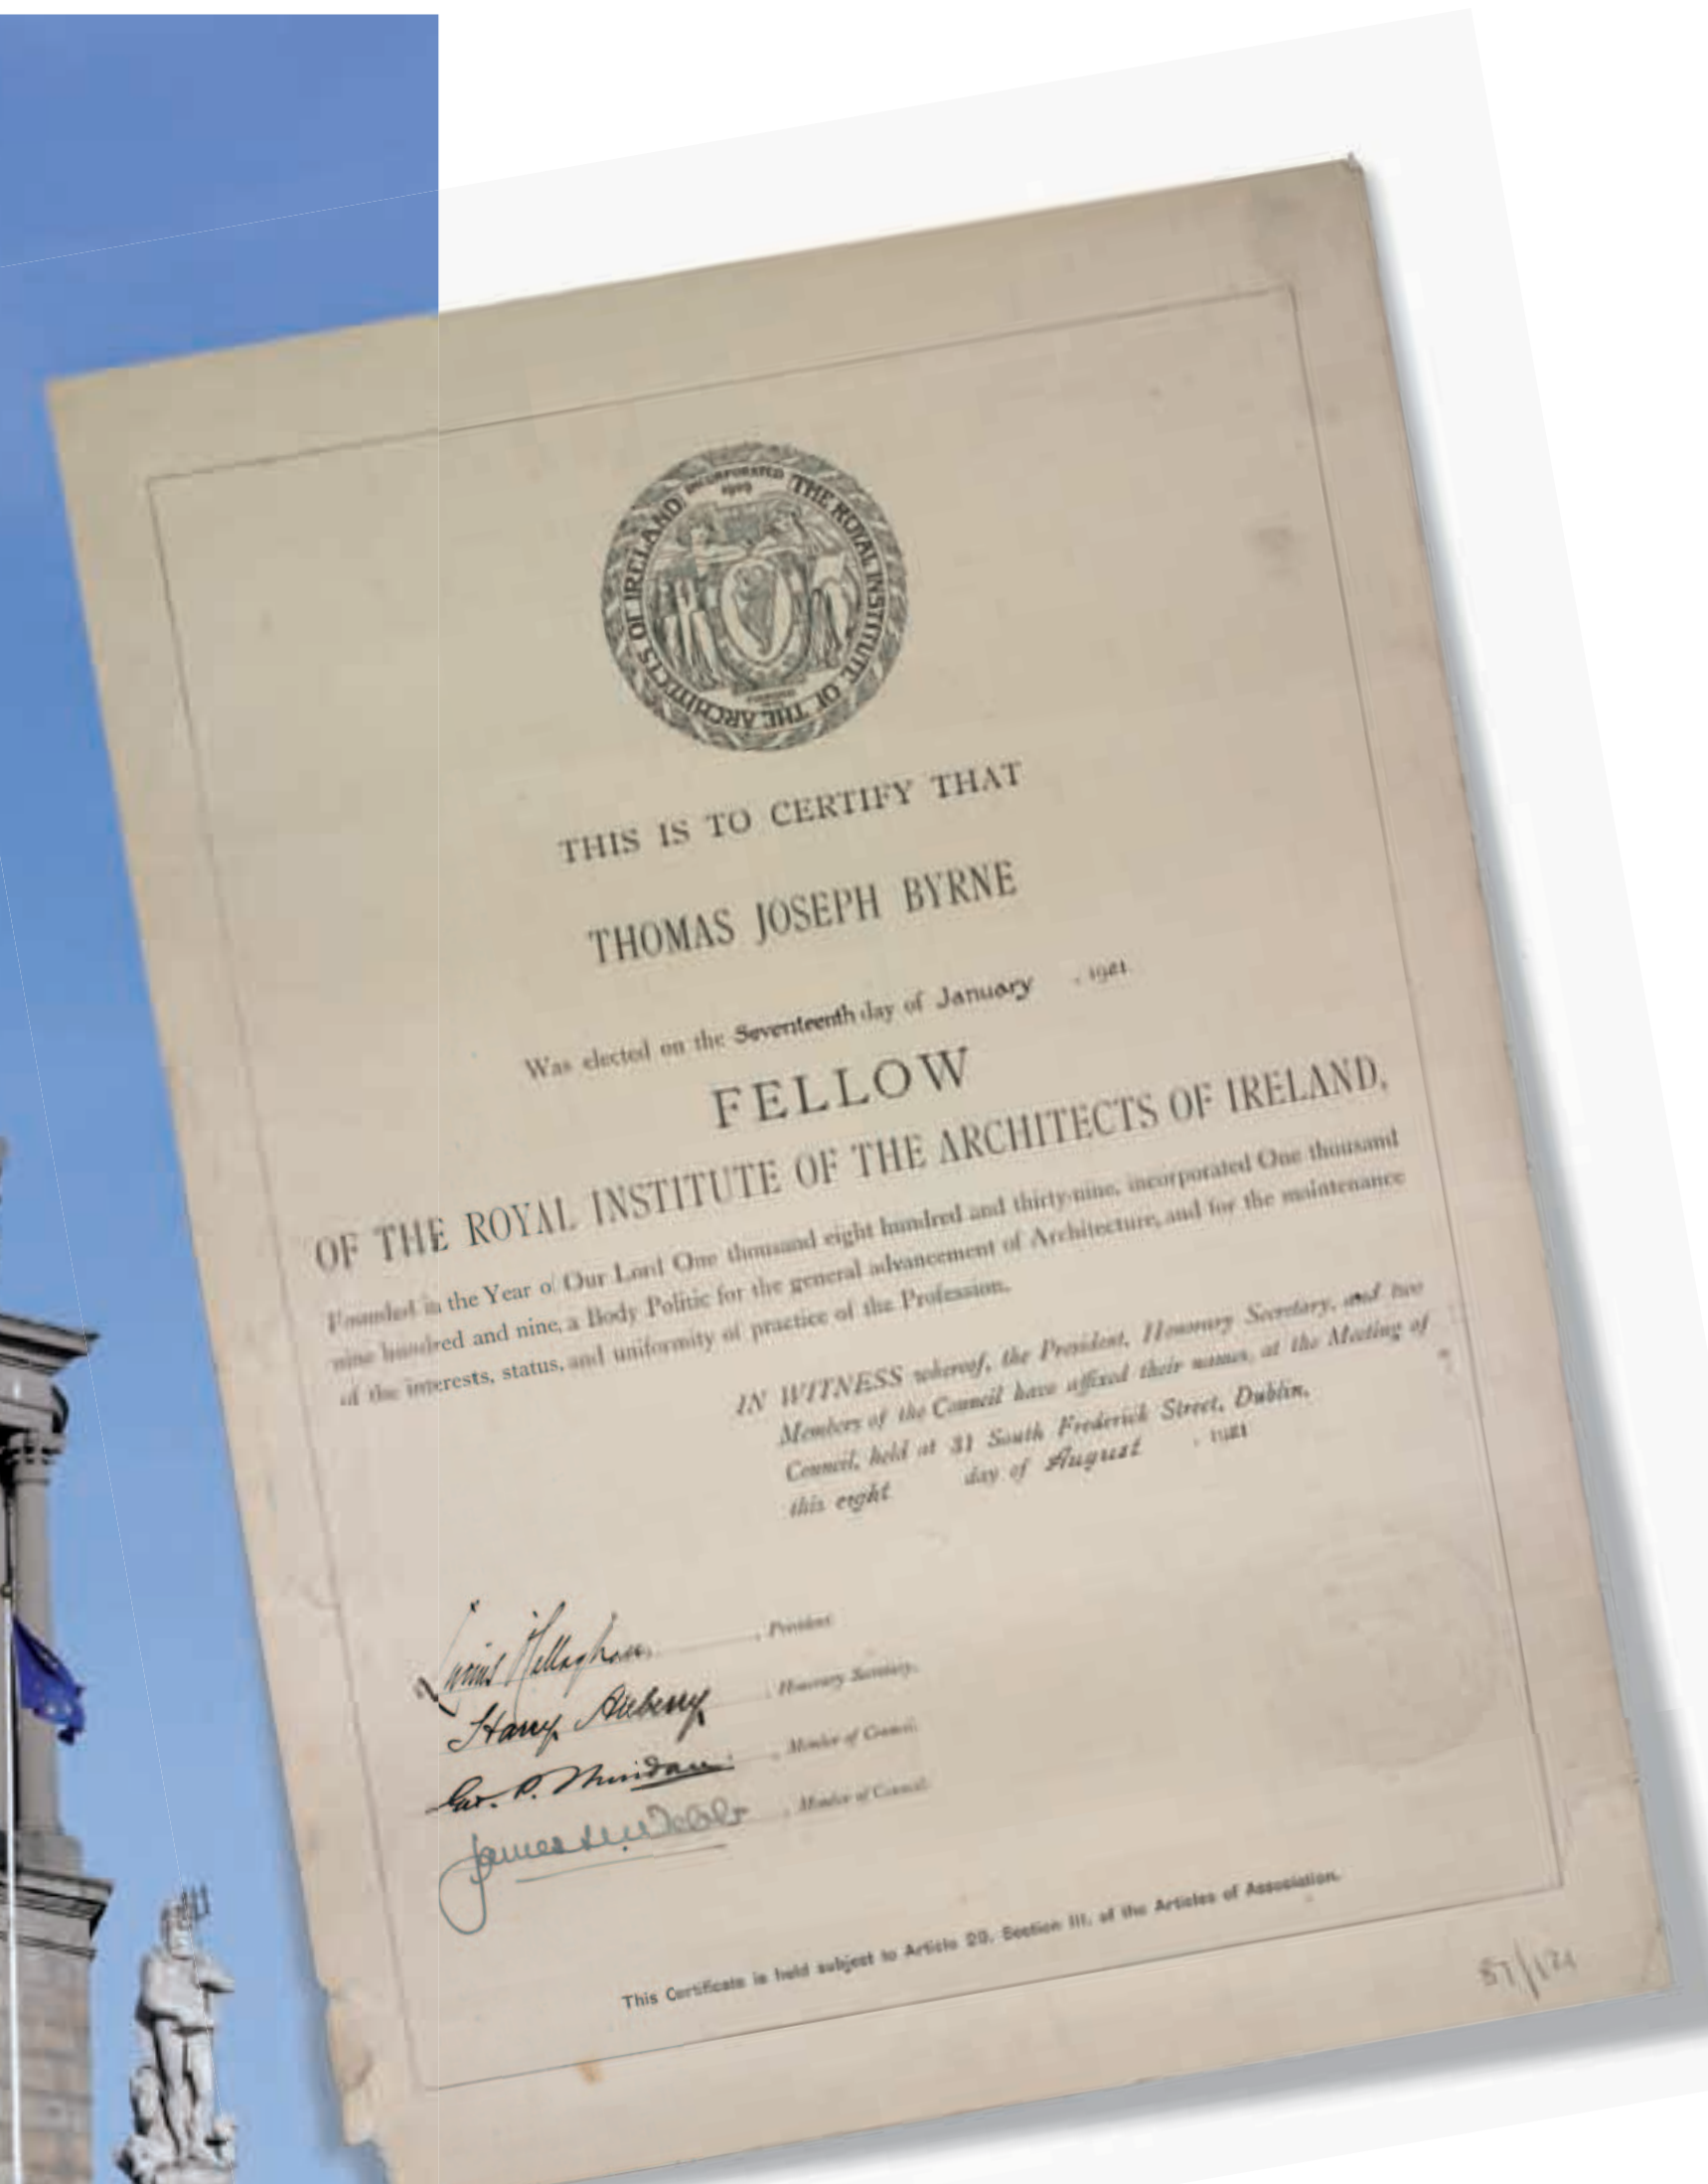 INCORPORATED
1909
THE ROYAL INSTITUTE OF THE ARCHITECTS OF IRELAND
THIS IS TO CERTIFY THAT
THOMAS JOSEPH BYRNE
Was elected on the Seventeenth day of January
FELLOW
OF THE ROYAL INSTITUTE OF THE ARCHITECTS OF IRELAND,
Founded in the Year of Our Lord One thousand eight hundred and thirty-nine, incorporated One thousand
nine hundred and nine, a Body Politic for the general advancement of Architecture, and for the maintenance
of the interests, status, and uniformity of practice of the Profession.
IN WITNESS whereof, the President, Honorary Secretary, and two
Members of the Council have affixed their names, at the Meeting of
Council, held at 31 South Frederick Street, Dublin,
this eight day of August
, President.
Harry Allberry , Honorary Secretary.
, Member of Council.
James , Member of Council.
This Certificate is held subject to Article 20, Section III. of the Articles of Association.